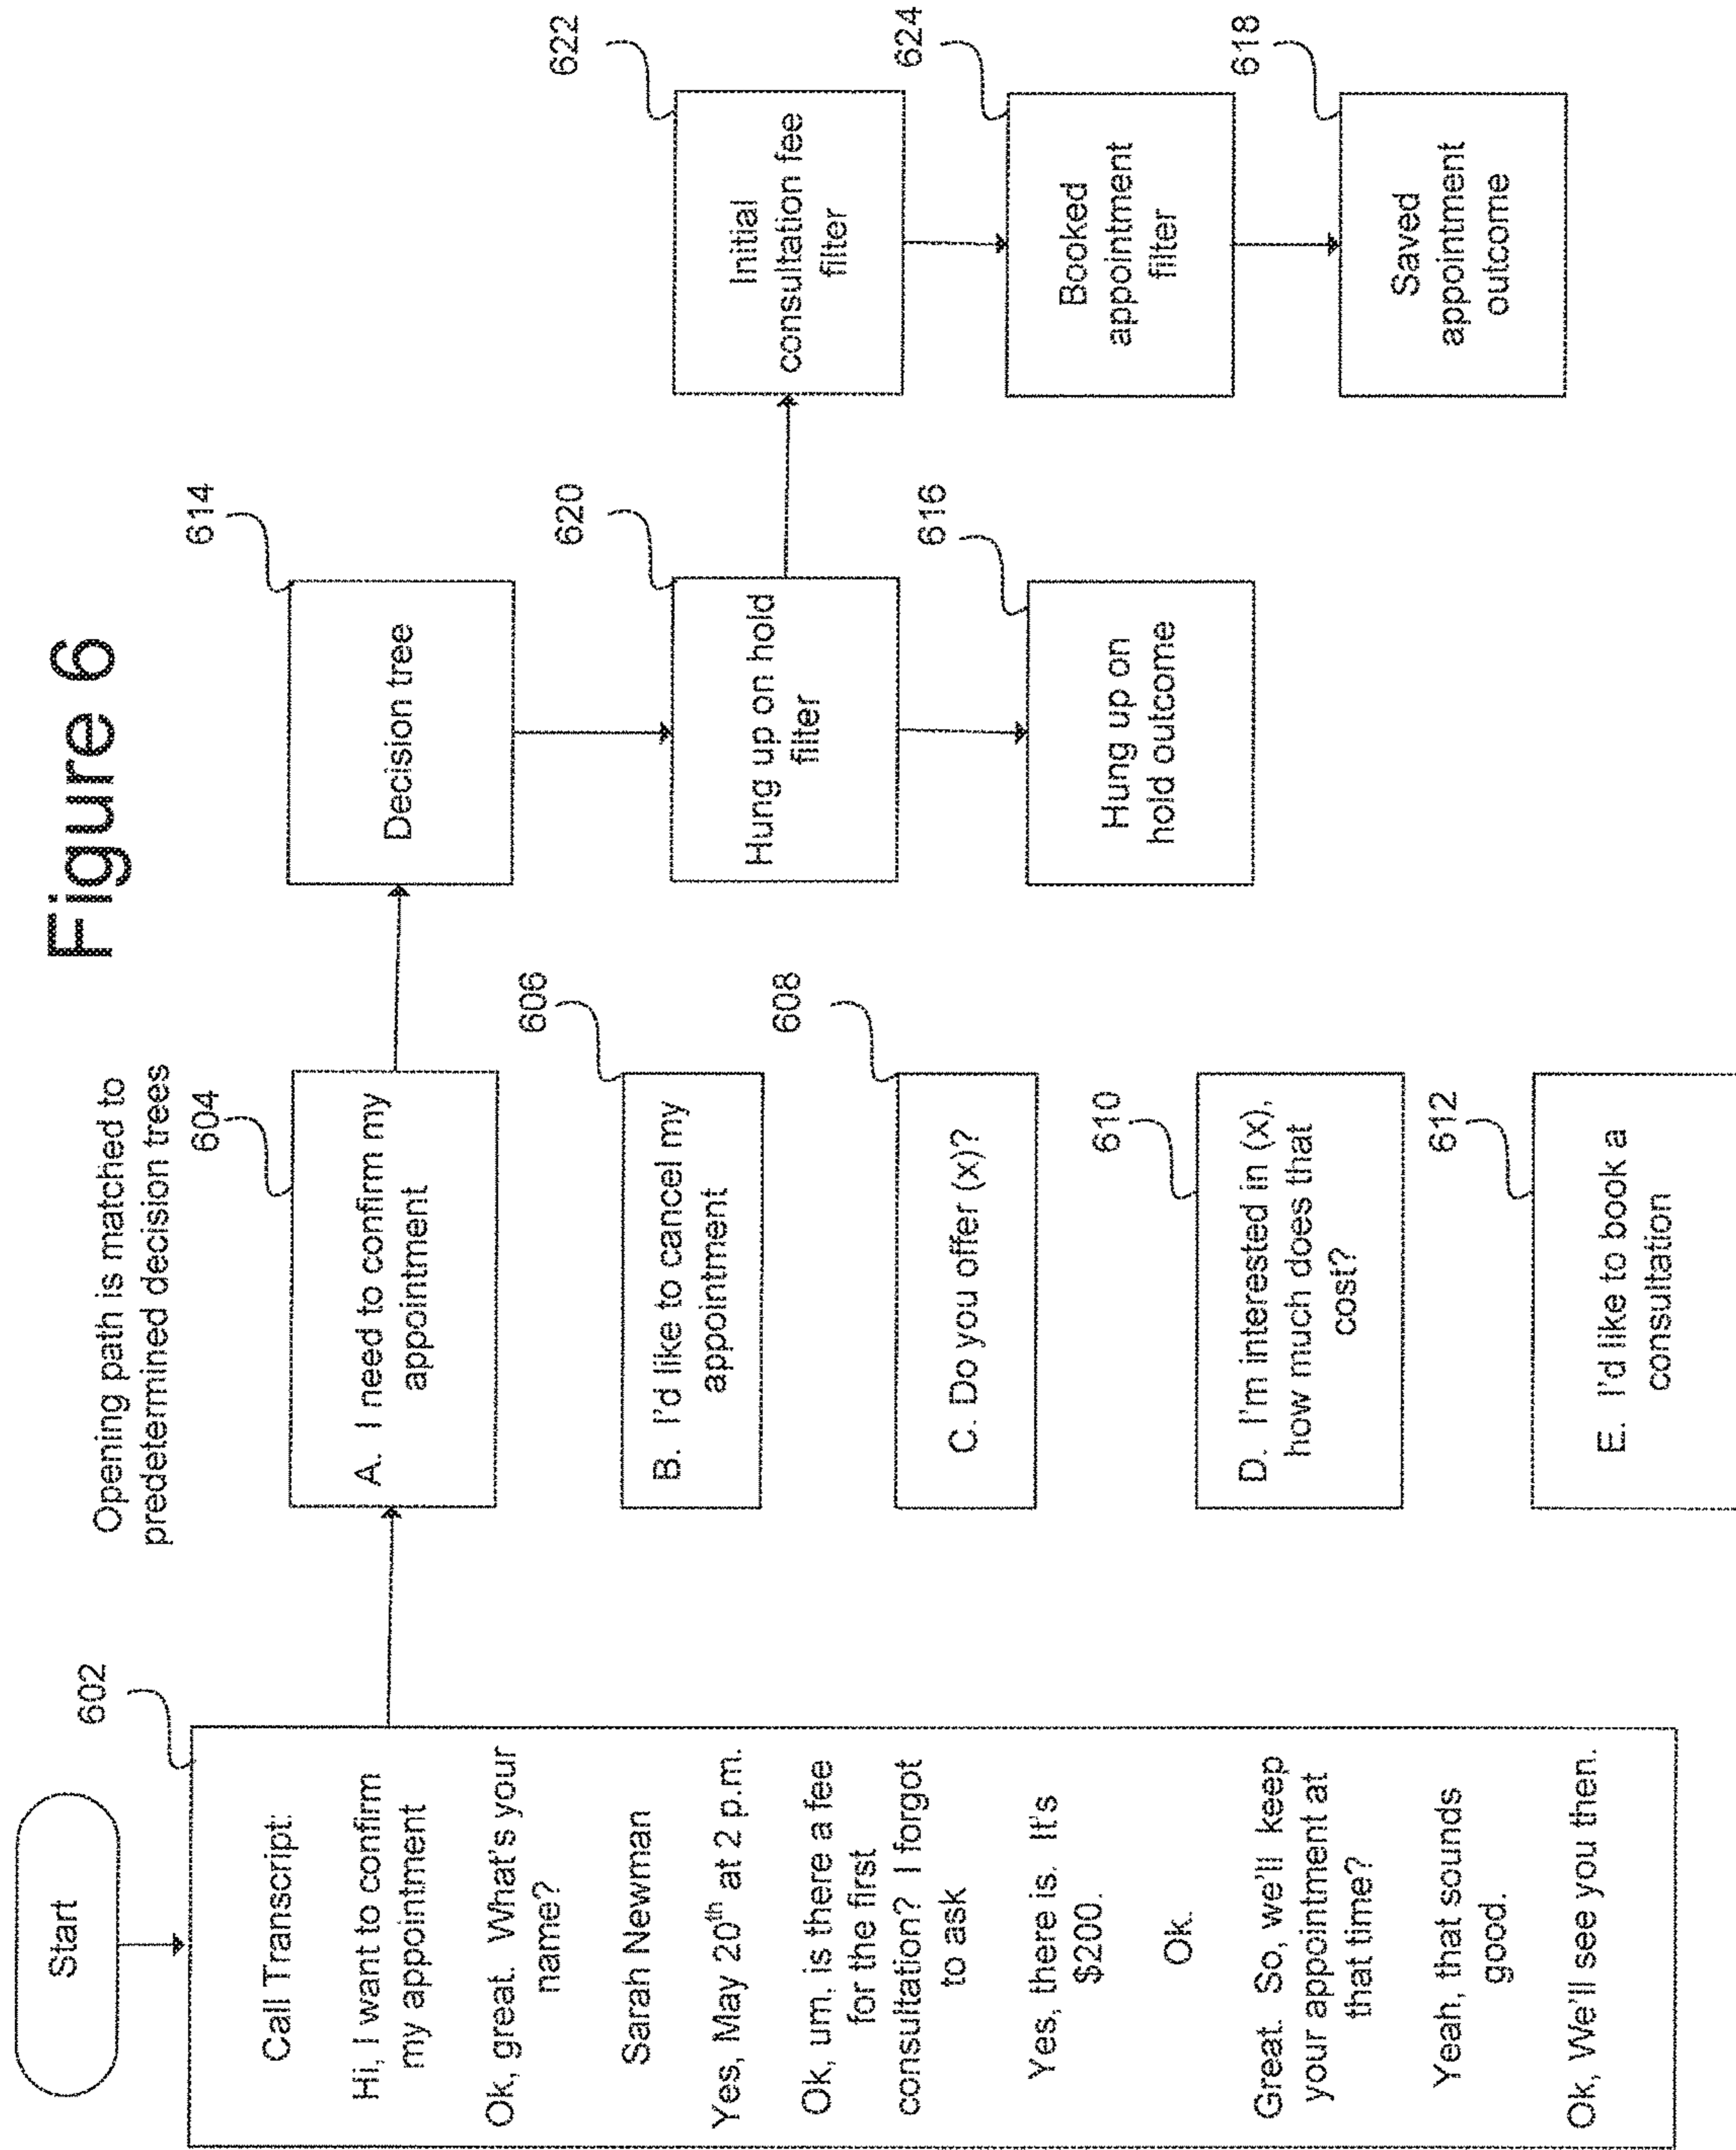 Figure 6
Start
602
Call Transcript:
Hi, I want to confirm
my appointment
Ok, great. What's your
name?
Sarah Newman
Yes, May 20th at 2 p.m.
Ok, um, is there a fee
for the first
consultation? I forgot
to ask
Yes, there is. It's
$200.
Ok.
Great. So, we'll keep
your appointment at
that time?
Yeah, that sounds
good.
Ok, We'll see you then.
Opening path is matched to
predetermined decision trees
604
A. I need to confirm my
appointment
606
B. I'd like to cancel my
appointment
608
C. Do you offer (x)?
610
D. I'm interested in (x),
how much does that
cost?
612
E. I'd like to book a
consultation
614
Decision tree
620
Hung up on hold
filter
616
Hung up on
hold outcome
622
Initial
consultation fee
filter
624
Booked
appointment
filter
618
Saved
appointment
outcome